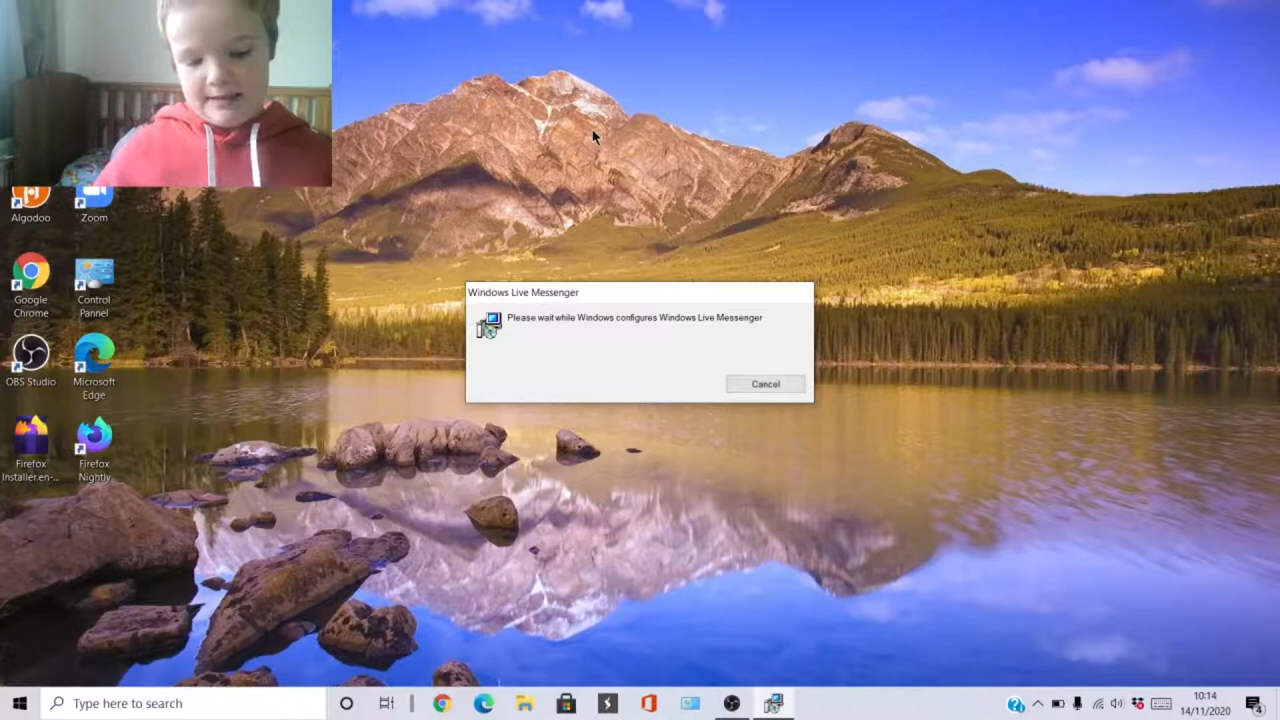 Algodoo
Zoom
Google
Chrome
Control
Pannel
OBS Studio
Microsoft
Edge
Firefox
Installer.en-...
Firefox
Nightly
Windows Live Messenger
Please wait while Windows configures Windows Live Messenger
Cancel
Type here to search
10:14
14/11/2020
4